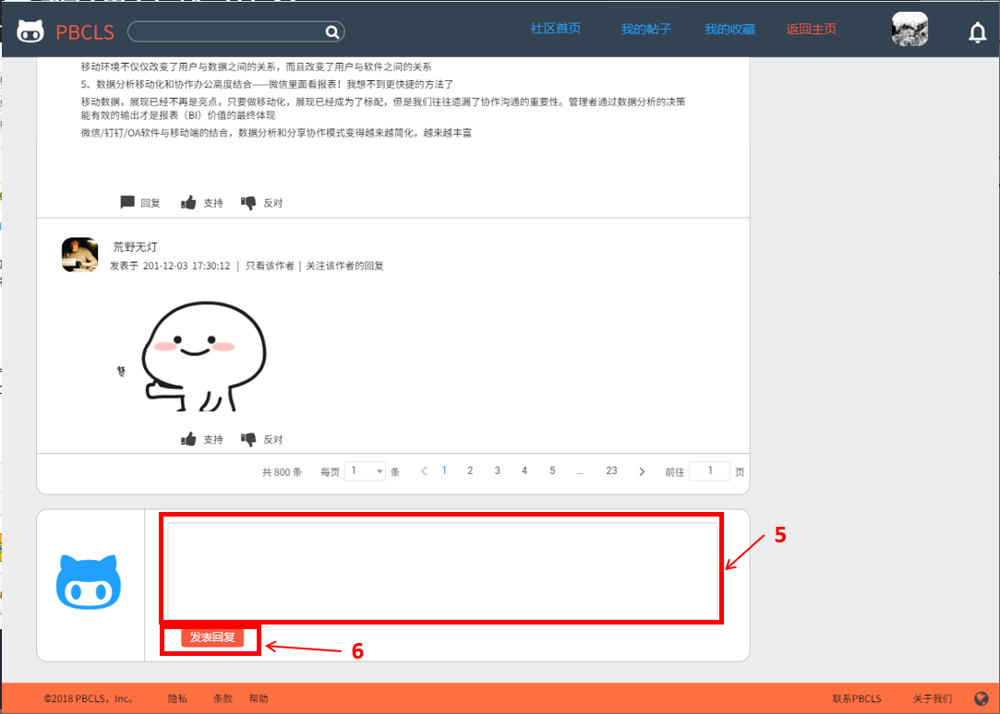 PBCLS 社区首页 我的帖子 我的收藏 返回主页
移动环境不仅仅改变了用户与数据之间的关系，而且改变了用户与软件之间的关系
5、数据分析移动化和协作办公高度结合——微信里面看报表！我想不到更快捷的方法了
移动数据，展现已经不再是亮点，只要做移动化，展现已经成为了标配，但是我们往往遗漏了协作沟通的重要性。管理者通过数据分析的决策
能有效的输出才是报表（BI）价值的最终体现
微信/钉钉/OA软件与移动端的结合，数据分析和分享协作模式变得越来越简化，越来越丰富
回复 支持 反对
荒野无灯
发表于 201-12-03 17:30:12 | 只看该作者 | 关注该作者的回复
赞
支持 反对
共 800 条 每页 1 条 1 2 3 4 5 ... 23 前往 1 页
5
发表回复
6
©2018 PBCLS，Inc。 隐私 条款 帮助 联系PBCLS 关于我们